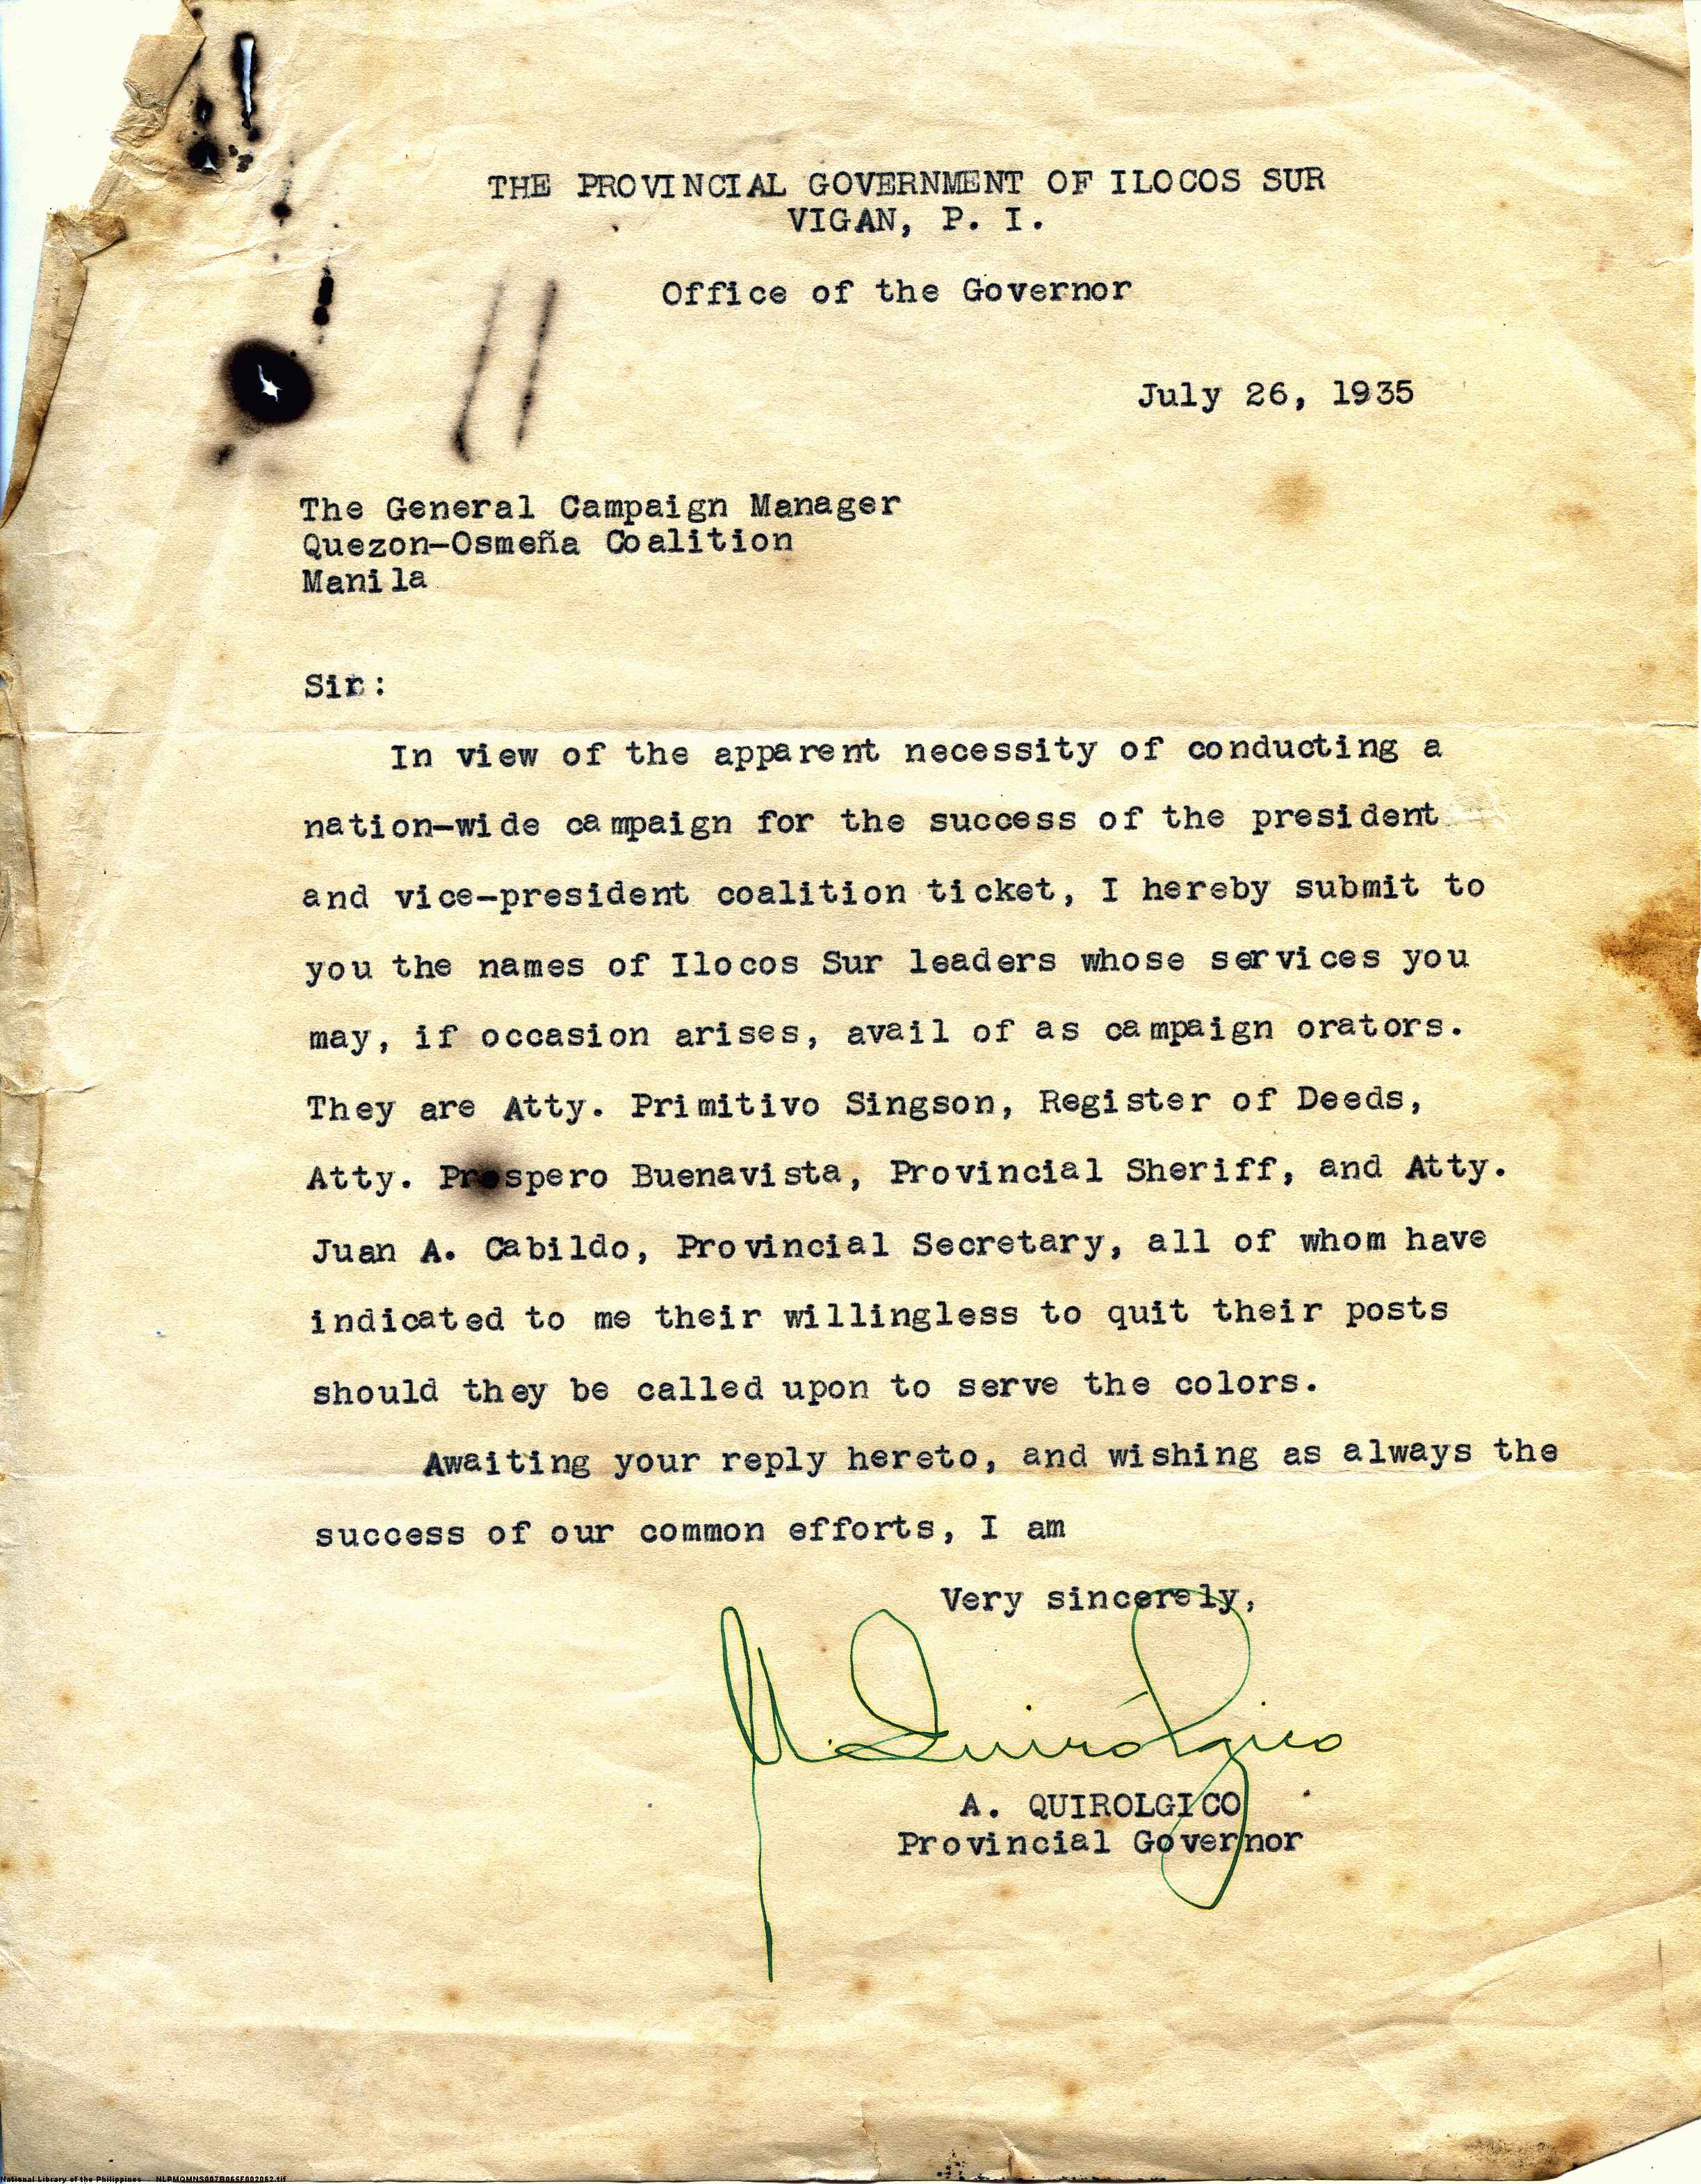 THE PROVINCIAL GOVERNMENT OF ILOCOS SUR
VIGAN, P. I.
Office of the Governor
July 26, 1935
The General Campaign Manager
Quezon-Osmeña Coalition
Manila
Sir:
In view of the apparent necessity of conducting a
nation-wide campaign for the success of the president
and vice-president coalition ticket, I hereby submit to
you the names of Ilocos Sur leaders whose services you
may, if occasion arises, avail of as campaign orators.
They are Atty. Primitivo Singson, Register of Deeds,
Atty. Prospero Buenavista, Provincial Sheriff, and Atty.
Juan A. Cabildo, Provincial Secretary, all of whom have
indicated to me their willingless to quit their posts
should they be called upon to serve the colors.
Awaiting your reply hereto, and wishing as always the
success of our common efforts, I am
Very sincerely,
A. Quirolgico
A. QUIROLGICO
Provincial Governor
National Library of the Philippines